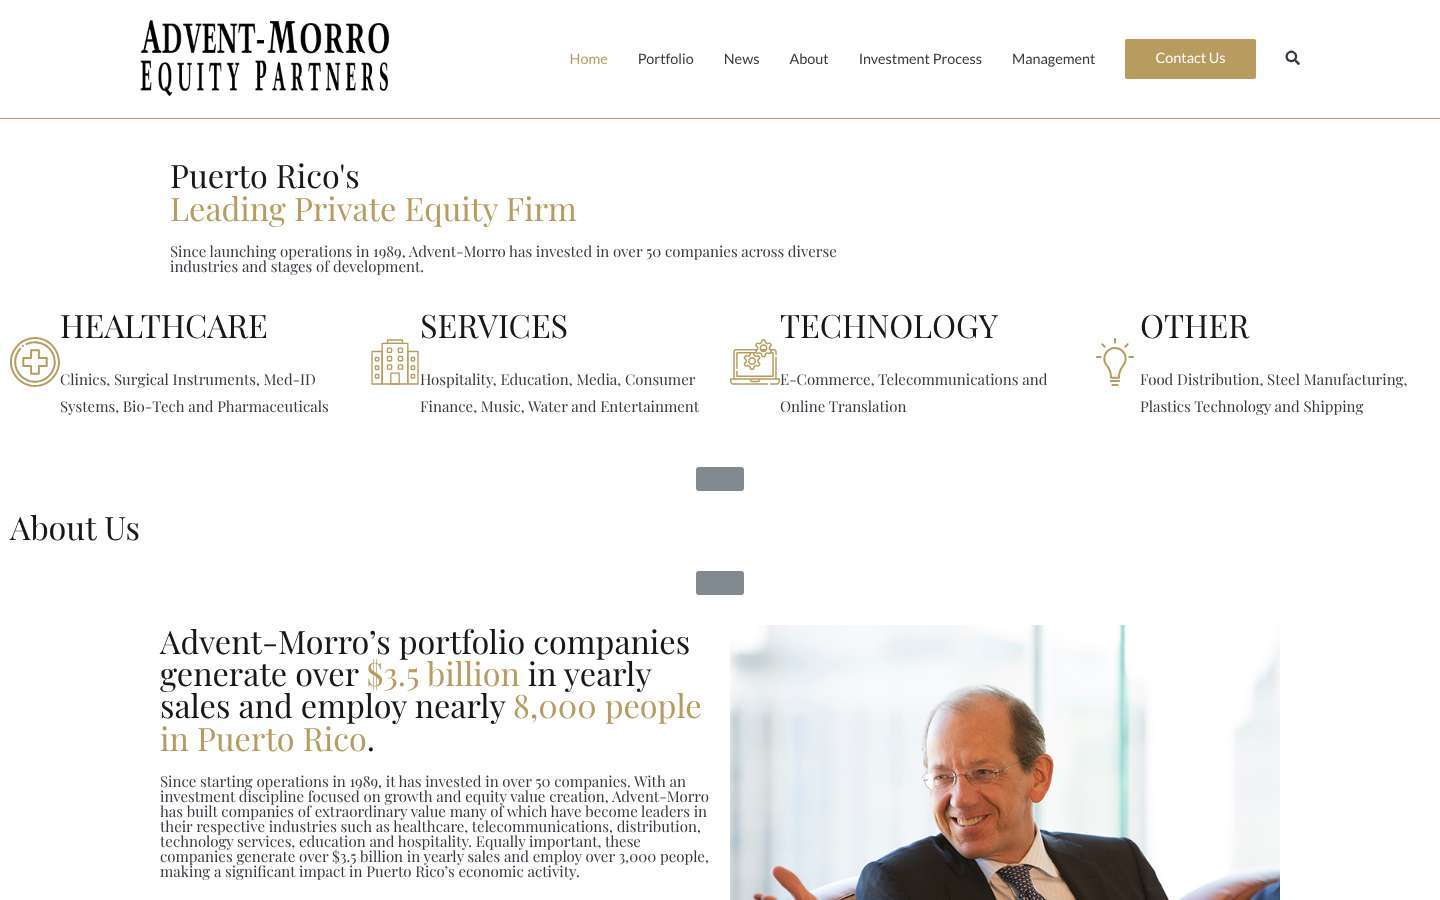 ADVENT-MORRO
EQUITY PARTNERS
Home Portfolio News About Investment Process Management Contact Us
Puerto Rico's
Leading Private Equity Firm
Since launching operations in 1989, Advent-Morro has invested in over 50 companies across diverse
industries and stages of development.
HEALTHCARE
Clinics, Surgical Instruments, Med-ID
Systems, Bio-Tech and Pharmaceuticals
SERVICES
Hospitality, Education, Media, Consumer
Finance, Music, Water and Entertainment
TECHNOLOGY
E-Commerce, Telecommunications and
Online Translation
OTHER
Food Distribution, Steel Manufacturing,
Plastics Technology and Shipping
About Us
Advent-Morro’s portfolio companies
generate over $3.5 billion in yearly
sales and employ nearly 8,000 people
in Puerto Rico.
Since starting operations in 1989, it has invested in over 50 companies. With an
investment discipline focused on growth and equity value creation, Advent-Morro
has built companies of extraordinary value many of which have become leaders in
their respective industries such as healthcare, telecommunications, distribution,
technology services, education and hospitality. Equally important, these
companies generate over $3.5 billion in yearly sales and employ over 3,000 people,
making a significant impact in Puerto Rico’s economic activity.